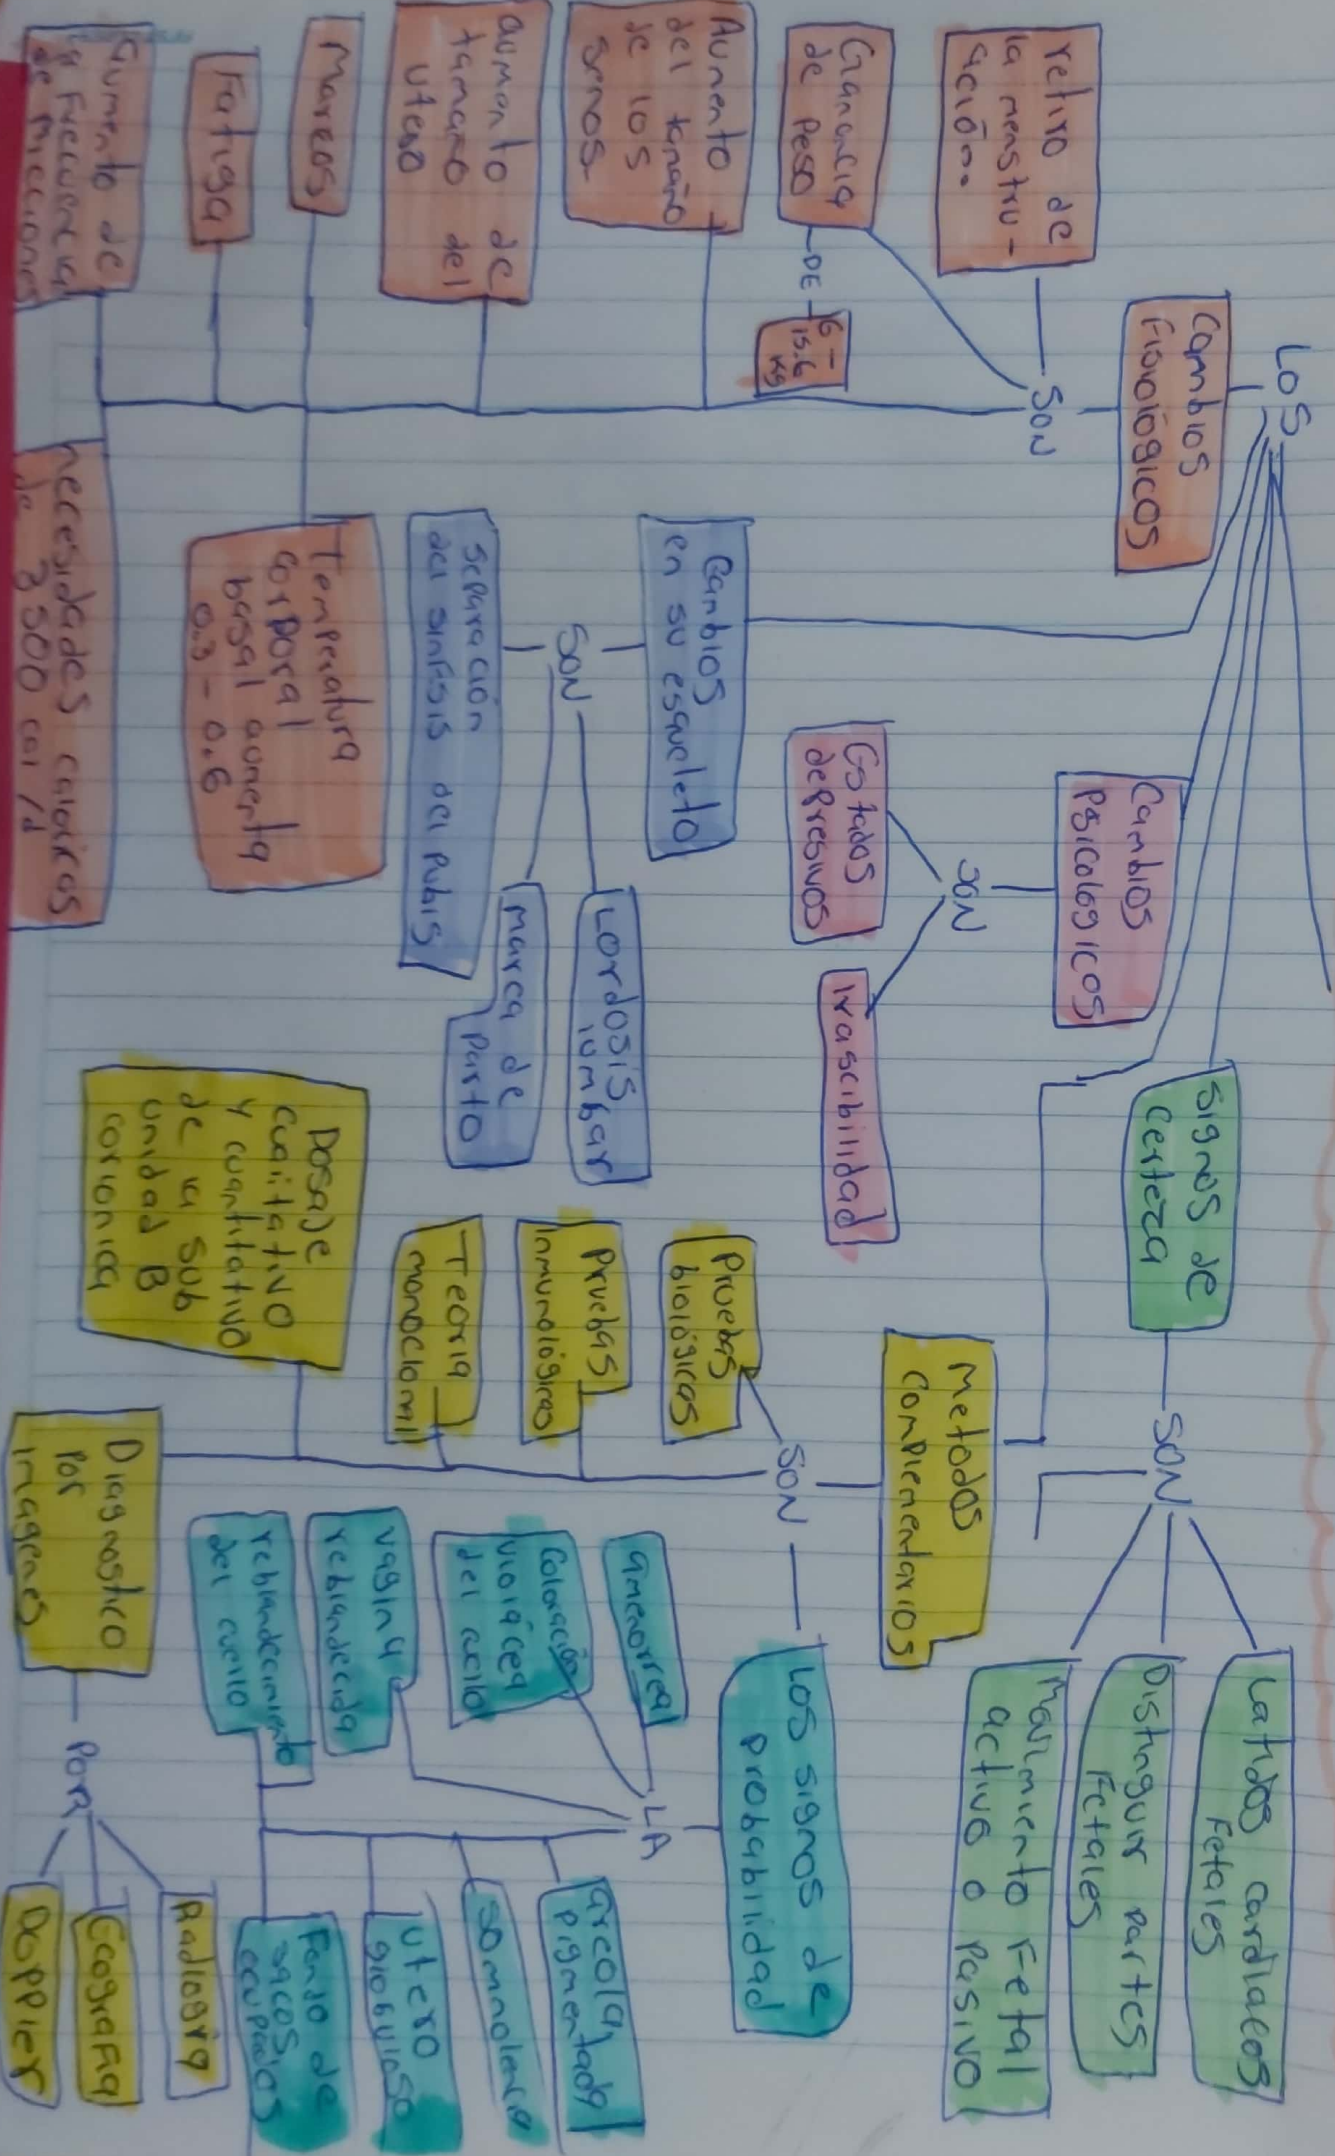 LOS
Cambios
Fisiológicos
SON
retiro de
la menstru-
ación..
Ganancia
de Peso
DE
6 -
15.6
Kg
Aumento
del tamaño
de los
senos
aumento de
tamaño del
utero
Mareos
Fatiga
aumento de
la Frecuencia
de micciones
Temperatura
corporal
basal aumenta
0.3 - 0.6
necesidades caloricas
de 3500 cal/d
Cambios
en su esqueleto
SON
Lordosis
lumbar
marca de
parto
separación
del sinfisis del pubis
Cambios
Psicologicos
SON
Estados
depresivos
Irascibilidad
Signos de
Certeza
SON
Latidos cardiacos
Fetales
Distinguir partes
Fetales
Movimiento Fetal
activo o pasivo
Metodos
Complementarios
SON
Pruebas
biológicas
Pruebas
Inmunológicas
Teoria
monoclonal
Dosaje
cualitativo
y cuantitativo
de la sub
unidad B
corionica
Diagnostico
por
imagenes
Por
Radiogria
Ecografia
Doppler
Los signos de
Probabilidad
LA
amenorrea
Coloración
violácea
del cuello
vagina
reblandecida
reblandecimiento
del cuello
areola
pigmentada
somnolencia
utero
globuloso
Fondo de
sacos
ocupados